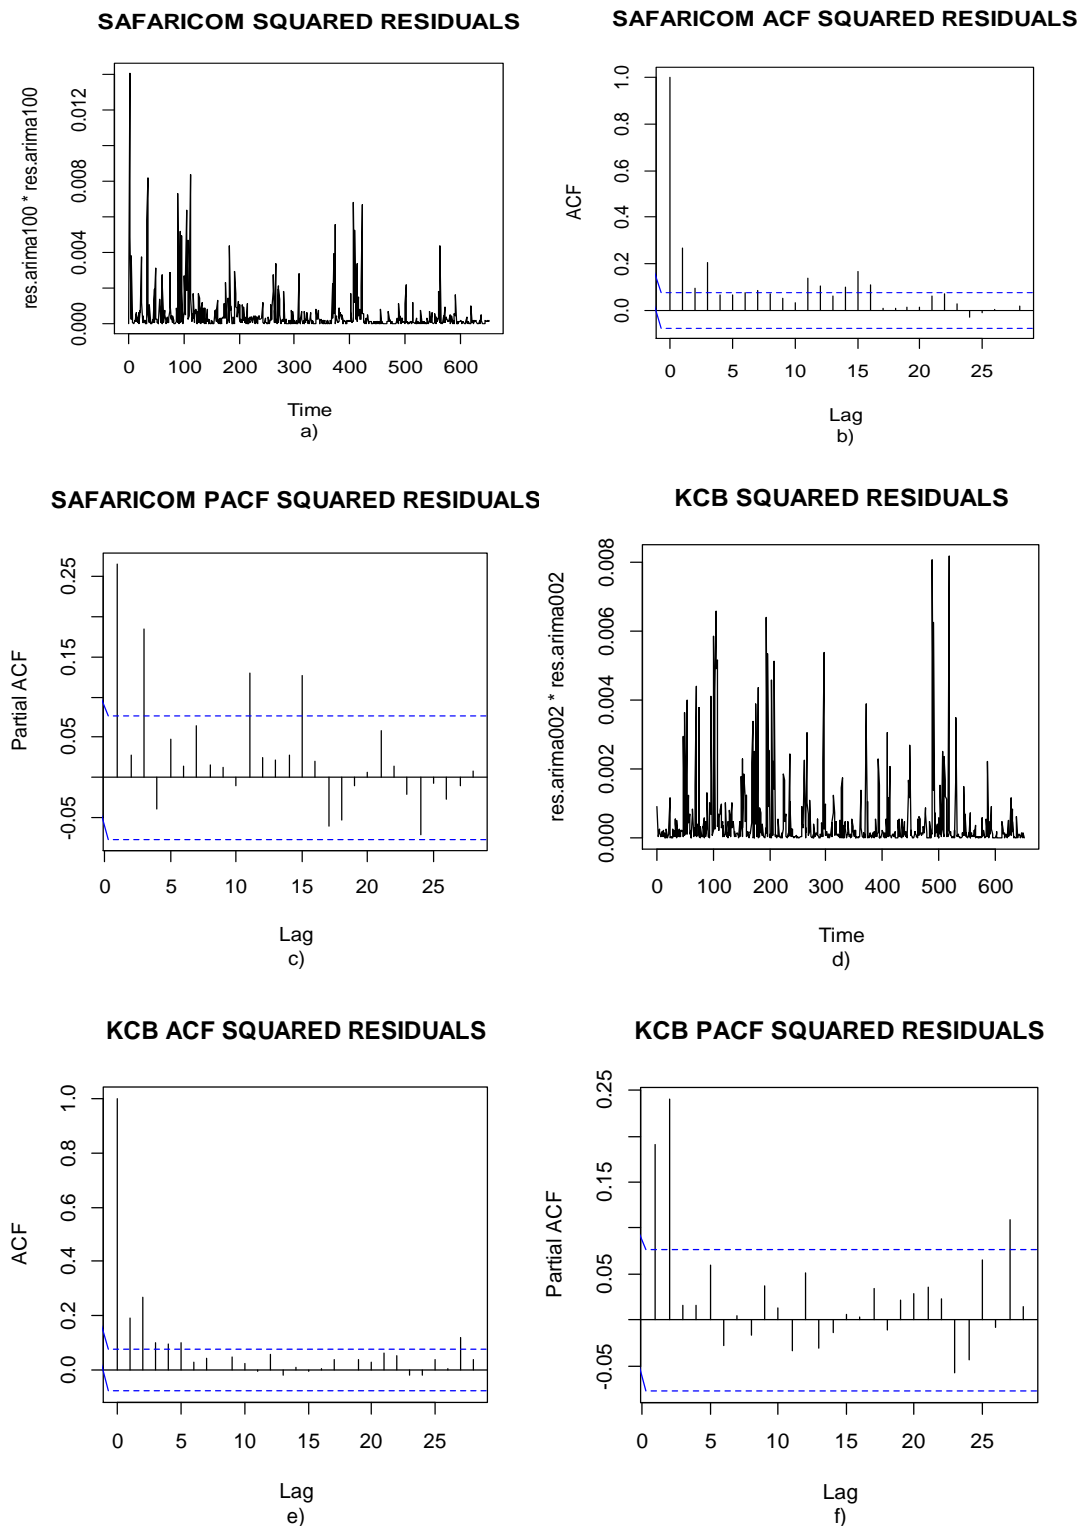 SAFARICOM SQUARED RESIDUALS
res.arima100 * res.arima100
0.012
0.008
0.004
0.000
0 100 200 300 400 500 600
Time
a)
SAFARICOM ACF SQUARED RESIDUALS
ACF
1.0
0.8
0.6
0.4
0.2
0.0
0 5 10 15 20 25
Lag
b)
SAFARICOM PACF SQUARED RESIDUALS
Partial ACF
0.25
0.15
0.05
-0.05
0 5 10 15 20 25
Lag
c)
KCB SQUARED RESIDUALS
res.arima002 * res.arima002
0.008
0.006
0.004
0.002
0.000
0 100 200 300 400 500 600
Time
d)
KCB ACF SQUARED RESIDUALS
ACF
1.0
0.8
0.6
0.4
0.2
0.0
0 5 10 15 20 25
Lag
e)
KCB PACF SQUARED RESIDUALS
Partial ACF
0.25
0.15
0.05
-0.05
0 5 10 15 20 25
Lag
f)